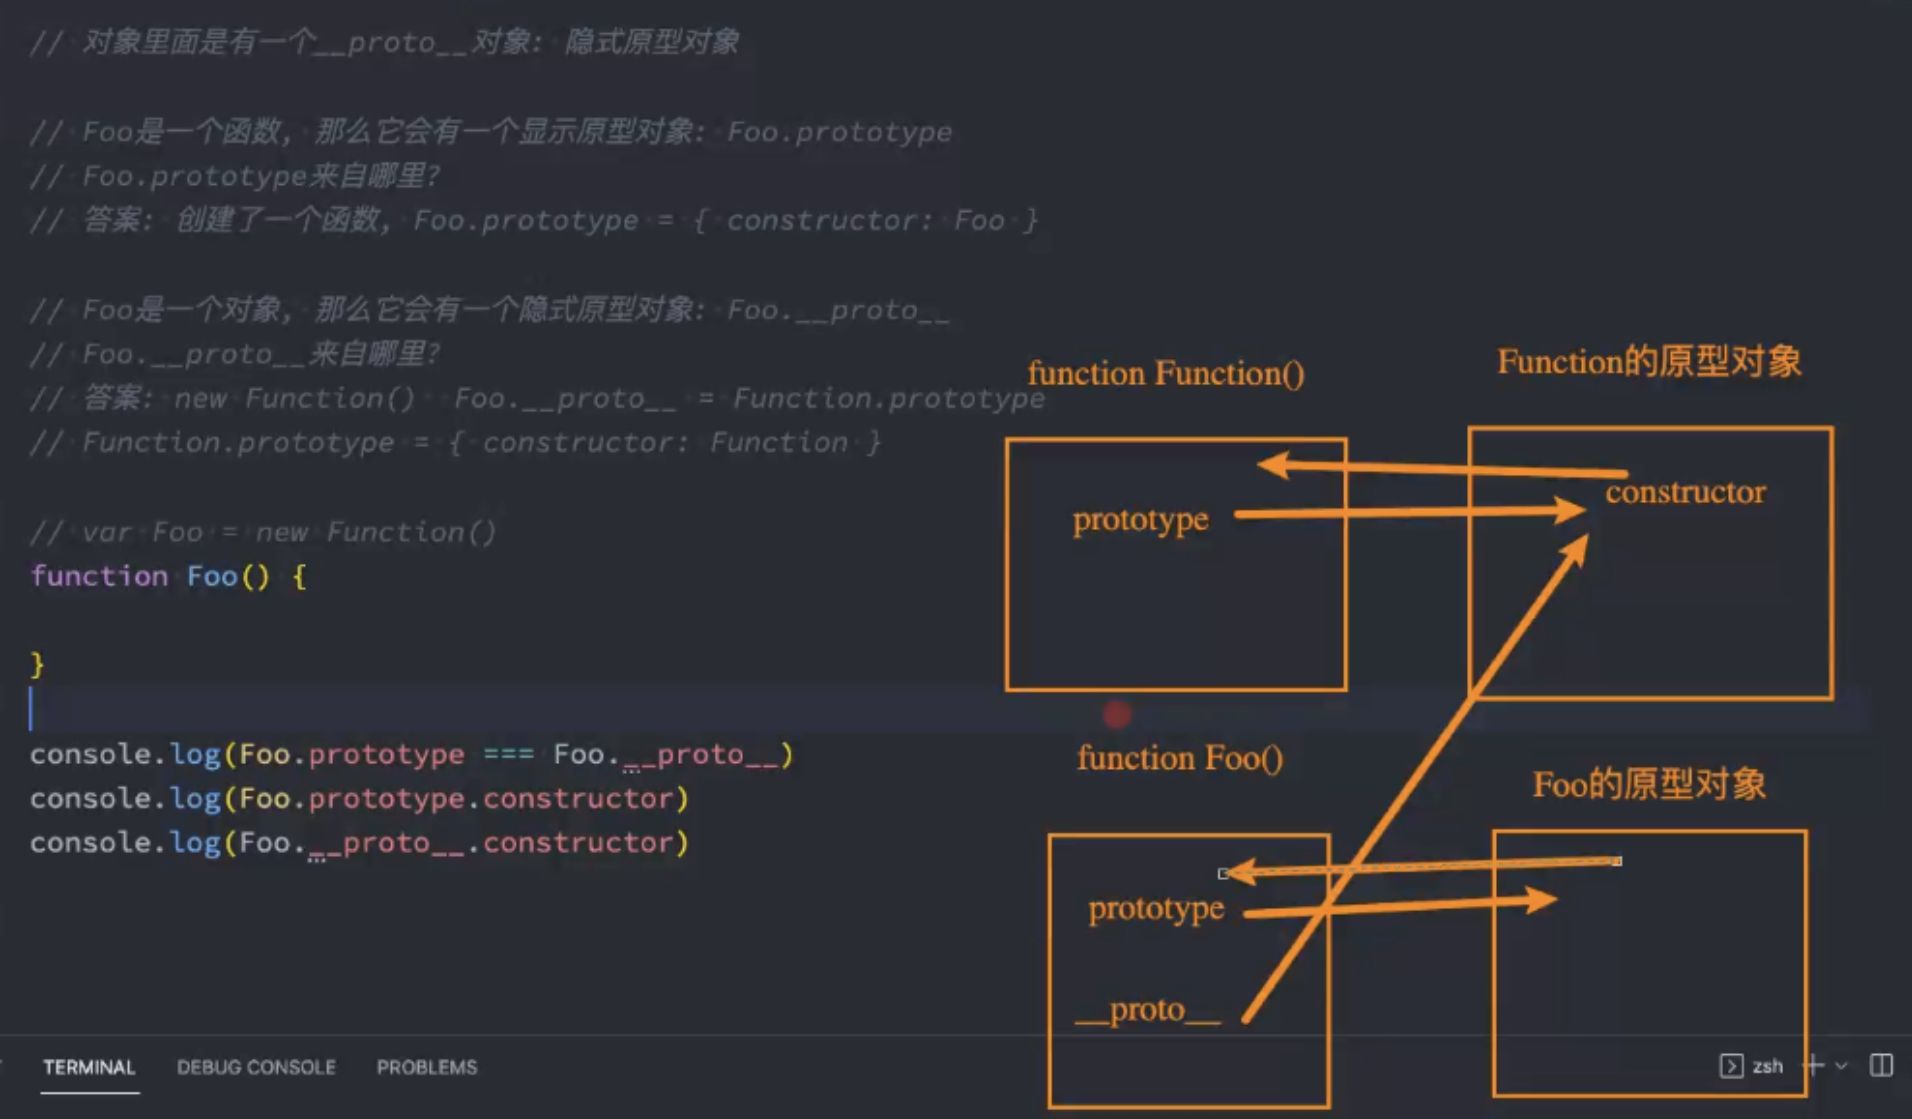 // 对象里面是有一个__proto__对象: 隐式原型对象
// Foo是一个函数, 那么它会有一个显示原型对象: Foo.prototype
// Foo.prototype来自哪里?
// 答案: 创建了一个函数, Foo.prototype = { constructor: Foo }
// Foo是一个对象, 那么它会有一个隐式原型对象: Foo.__proto__
// Foo.__proto__来自哪里?
// 答案: new Function() Foo.__proto__ = Function.prototype
// Function.prototype = { constructor: Function }
// var Foo = new Function()
function Foo() {
}
console.log(Foo.prototype === Foo.__proto__)
console.log(Foo.prototype.constructor)
console.log(Foo.__proto__.constructor)
function Function()
Function的原型对象
prototype
constructor
function Foo()
Foo的原型对象
prototype
__proto__
TERMINAL DEBUG CONSOLE PROBLEMS
zsh